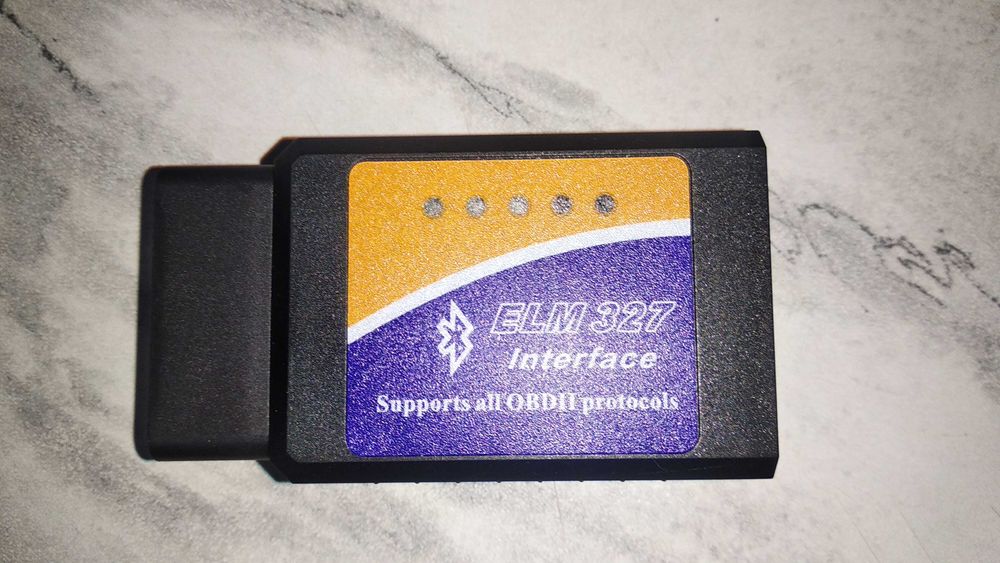 ELM 327
Interface
Supports all OBDII protocols